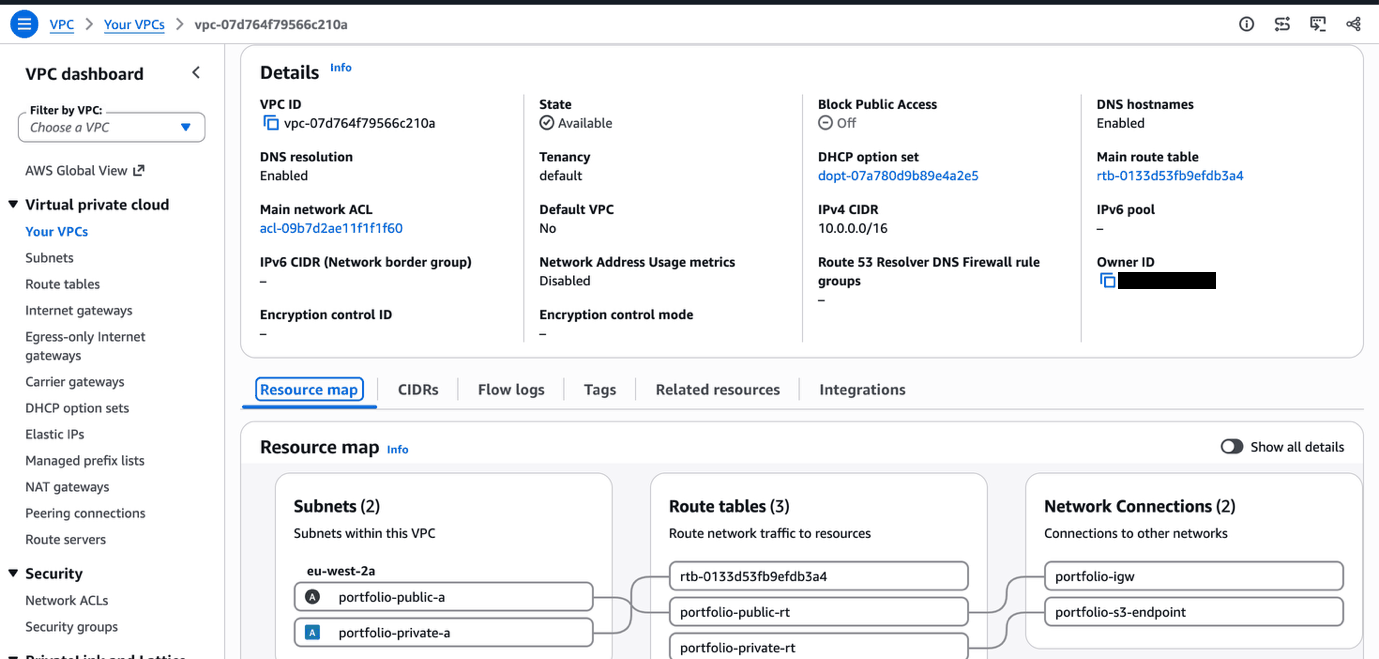 VPC
Your VPCs
vpc-07d764f79566c210a
VPC dashboard
Filter by VPC:
Choose a VPC
AWS Global View
Virtual private cloud
Your VPCs
Subnets
Route tables
Internet gateways
Egress-only Internet
gateways
Carrier gateways
DHCP option sets
Elastic IPs
Managed prefix lists
NAT gateways
Peering connections
Route servers
Security
Network ACLs
Security groups
PrivateLink and Lattice
Details Info
VPC ID
vpc-07d764f79566c210a
State
Available
Block Public Access
Off
DNS hostnames
Enabled
DNS resolution
Enabled
Tenancy
default
DHCP option set
dopt-07a780d9b89e4a2e5
Main route table
rtb-0133d53fb9efdb3a4
Main network ACL
acl-09b7d2ae11f1f1f60
Default VPC
No
IPv4 CIDR
10.0.0.0/16
IPv6 pool
–
IPv6 CIDR (Network border group)
–
Network Address Usage metrics
Disabled
Route 53 Resolver DNS Firewall rule
groups
–
Owner ID
Encryption control ID
–
Encryption control mode
–
Resource map
CIDRs
Flow logs
Tags
Related resources
Integrations
Resource map Info
Show all details
Subnets (2)
Subnets within this VPC
eu-west-2a
A portfolio-public-a
A portfolio-private-a
Route tables (3)
Route network traffic to resources
rtb-0133d53fb9efdb3a4
portfolio-public-rt
portfolio-private-rt
Network Connections (2)
Connections to other networks
portfolio-igw
portfolio-s3-endpoint